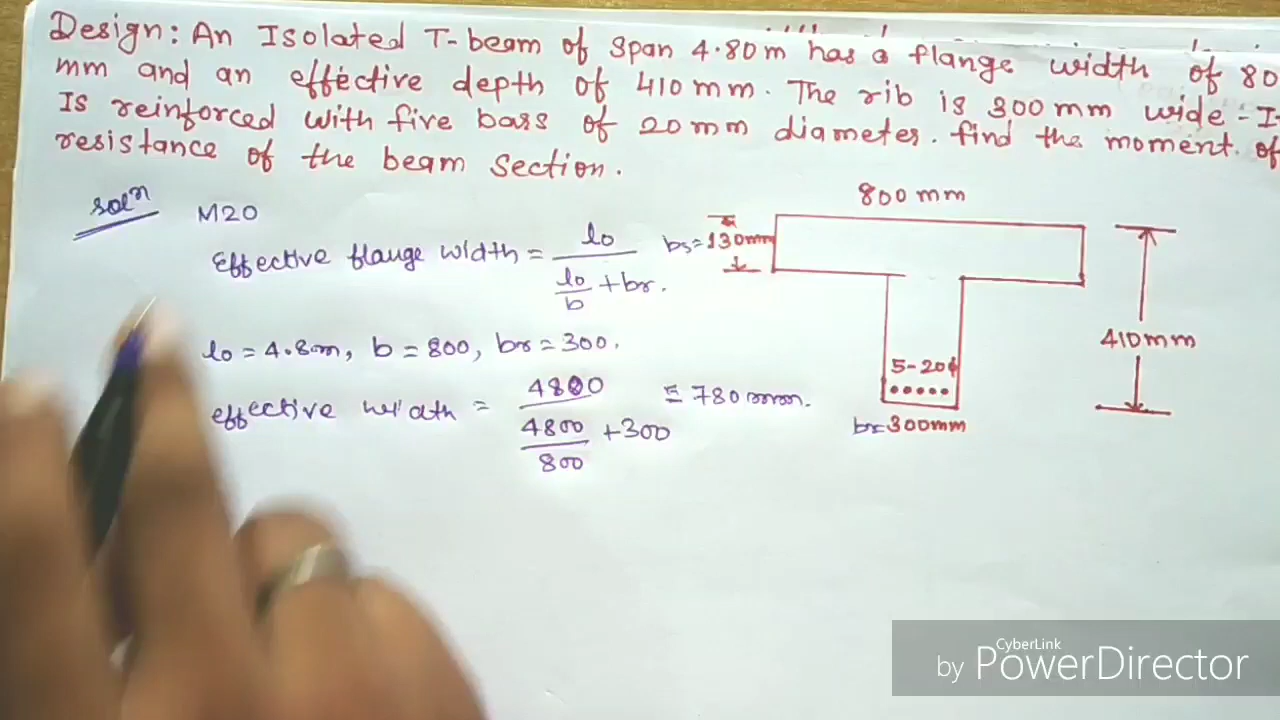 Design: An Isolated T-beam of span 4.80m has a flange width of 80
mm and an effective depth of 410 mm. The rib is 300 mm wide - I
Is reinforced with five bars of 20 mm diameter. find the moment of
resistance of the beam section.
soln M20
Effective flange width = lo / (lo/b + br.
lo = 4.80m, b = 800, br = 300.
effective width = 4800 / (4800/800 + 300 = 780 mm.
800 mm
130mm
410mm
5-20ϕ
br=300mm
CyberLink
by PowerDirector